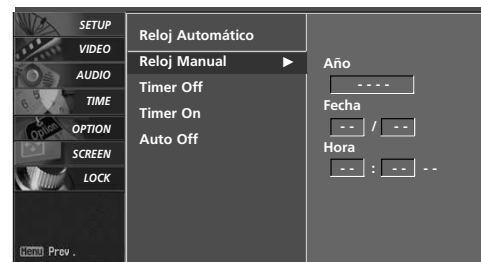 SETUP
VIDEO
AUDIO
TIME
OPTION
SCREEN
LOCK
Menu Prev.
Reloj Automático
Reloj Manual ►
Timer Off
Timer On
Auto Off
Año
- - - -
Fecha
- - / - -
Hora
- - : - - - -